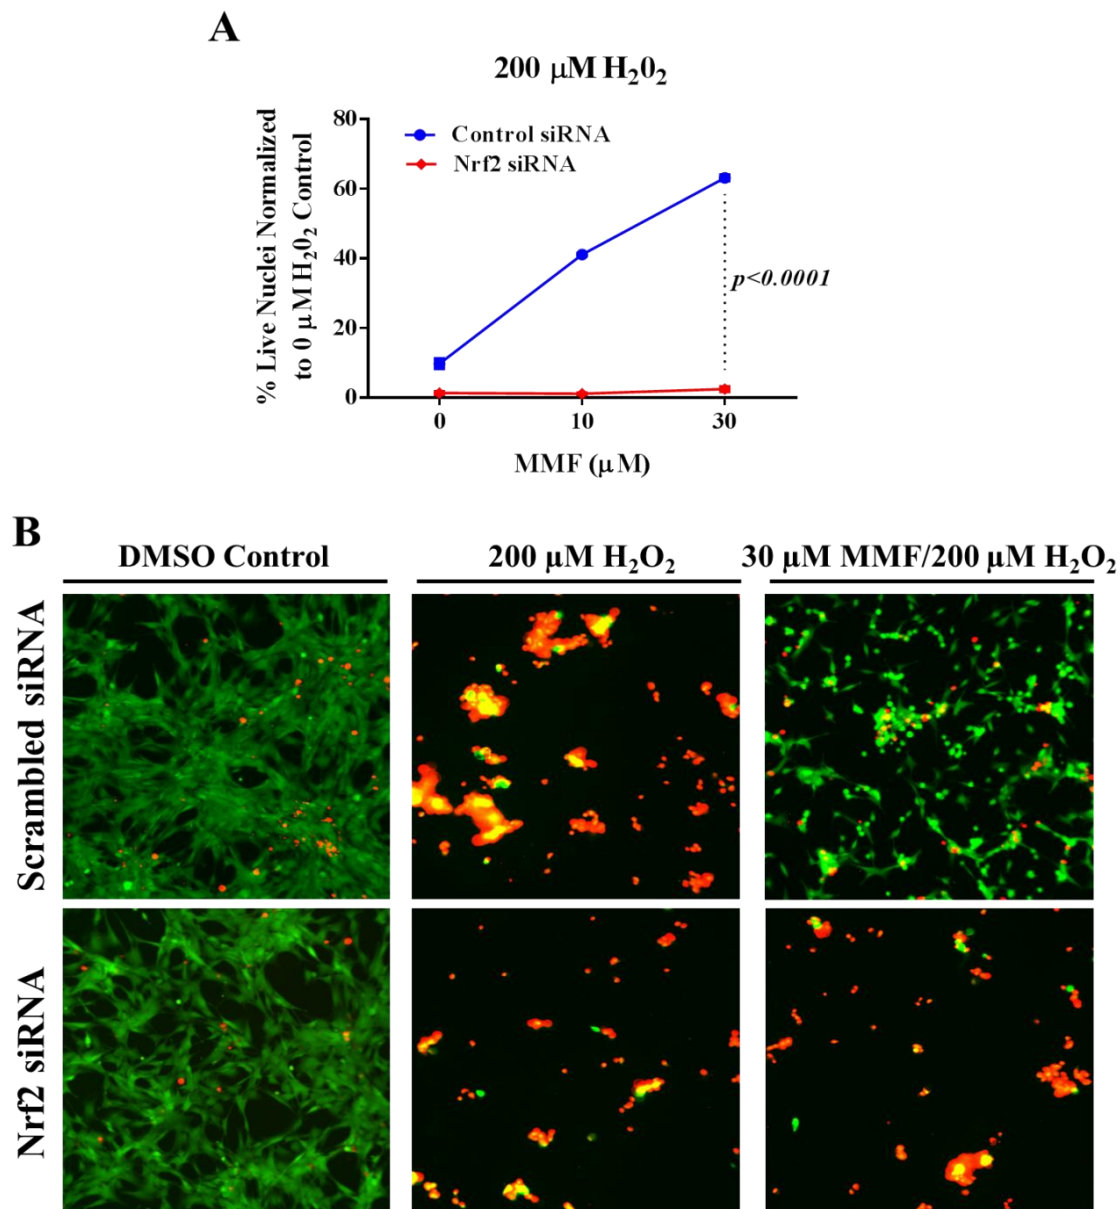 A
200 μM H₂0₂
% Live Nuclei Normalized
to 0 μM H₂0₂ Control
80
60
40
20
0
Control siRNA
Nrf2 siRNA
p<0.0001
0 10 30
MMF (μM)
B
DMSO Control
200 μM H₂O₂
30 μM MMF/200 μM H₂O₂
Scrambled siRNA
Nrf2 siRNA